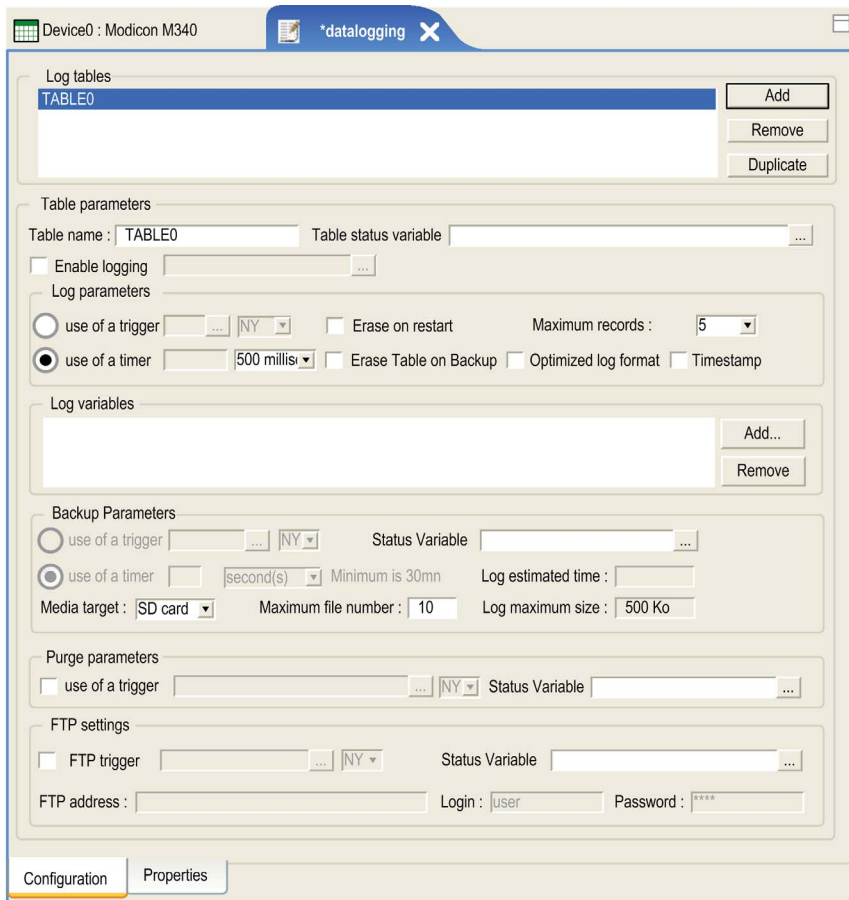 Device0 : Modicon M340 *datalogging
Log tables
TABLE0 Add
Remove
Duplicate
Table parameters
Table name : TABLE0 Table status variable ...
Enable logging ...
Log parameters
use of a trigger ... NY Erase on restart Maximum records : 5
use of a timer 500 millis Erase Table on Backup Optimized log format Timestamp
Log variables
Add...
Remove
Backup Parameters
use of a trigger ... NY Status Variable ...
use of a timer second(s) Minimum is 30mn Log estimated time :
Media target : SD card Maximum file number : 10 Log maximum size : 500 Ko
Purge parameters
use of a trigger ... NY Status Variable ...
FTP settings
FTP trigger ... NY Status Variable ...
FTP address : Login : user Password : ****
Configuration Properties